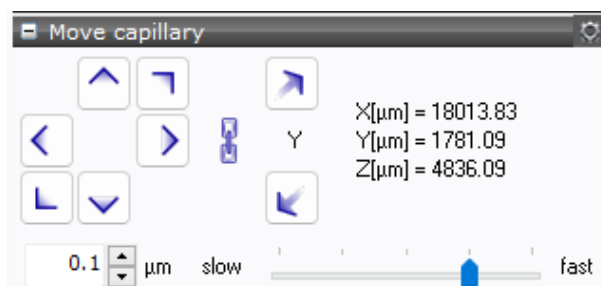 Move capillary
X[µm] = 18013.83
Y
Y[µm] = 1781.09
Z[µm] = 4836.09
0.1 µm slow fast